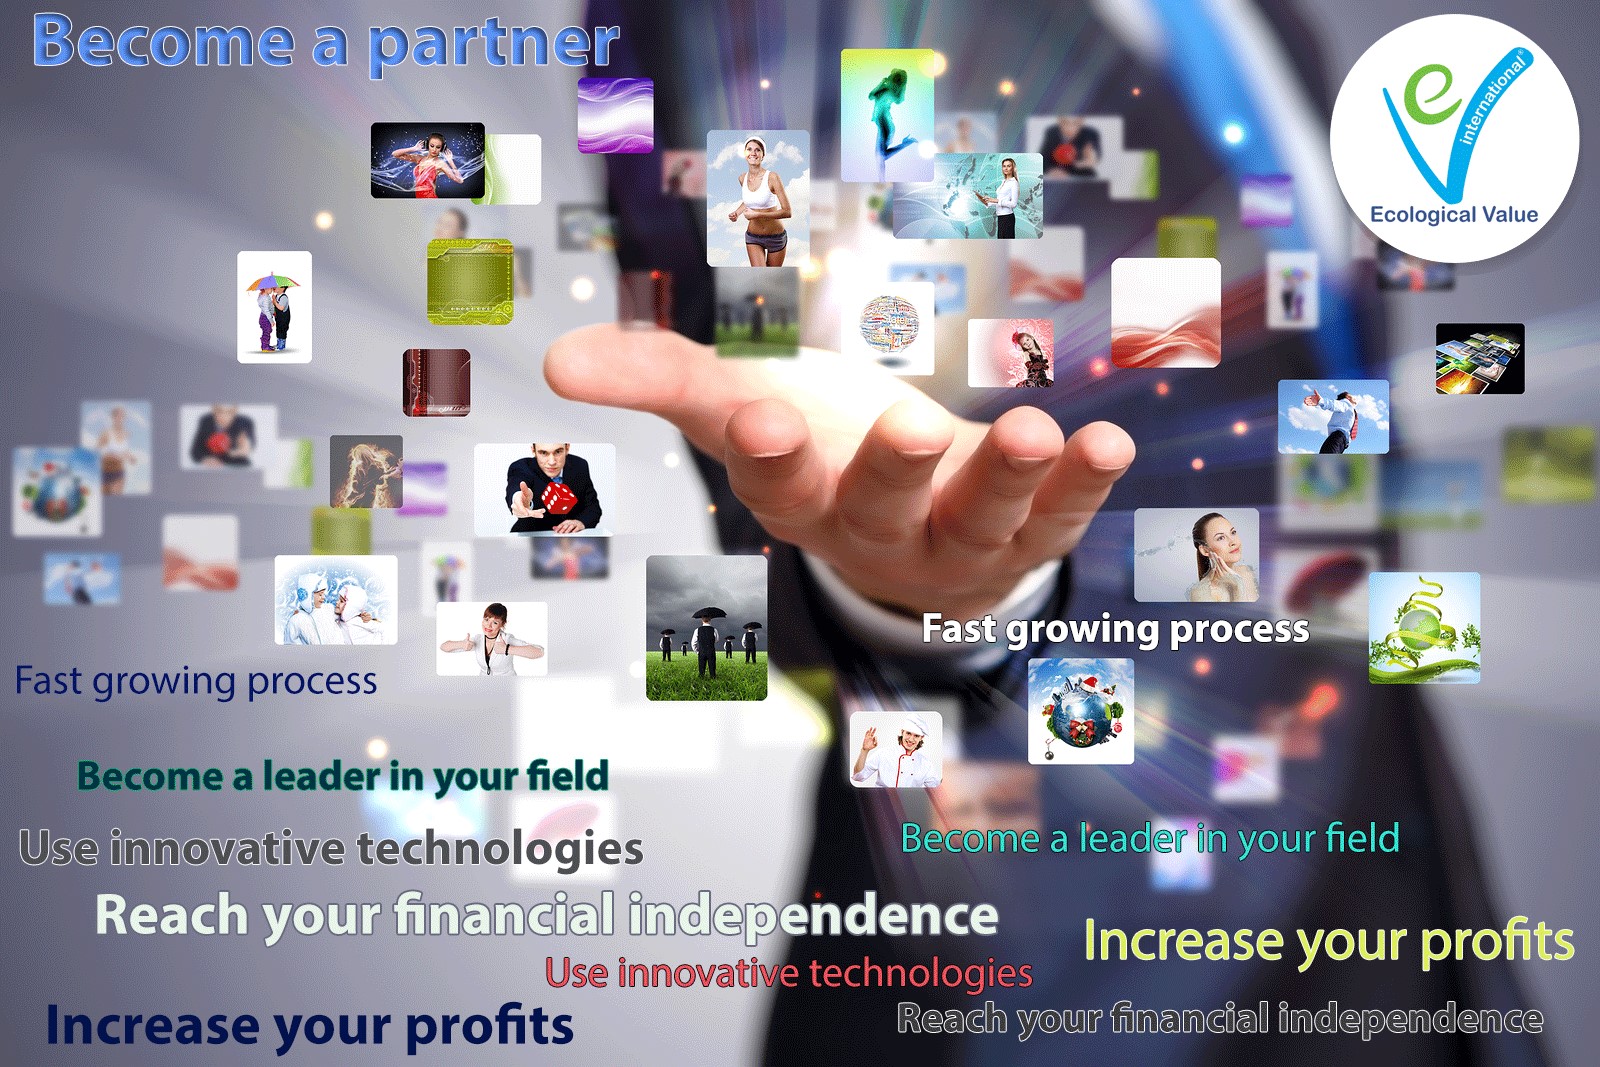 Become a partner
e
International®
Ecological Value
Fast growing process
Fast growing process
Become a leader in your field
Use innovative technologies
Become a leader in your field
Reach your financial independence
Increase your profits
Use innovative technologies
Increase your profits
Reach your financial independence